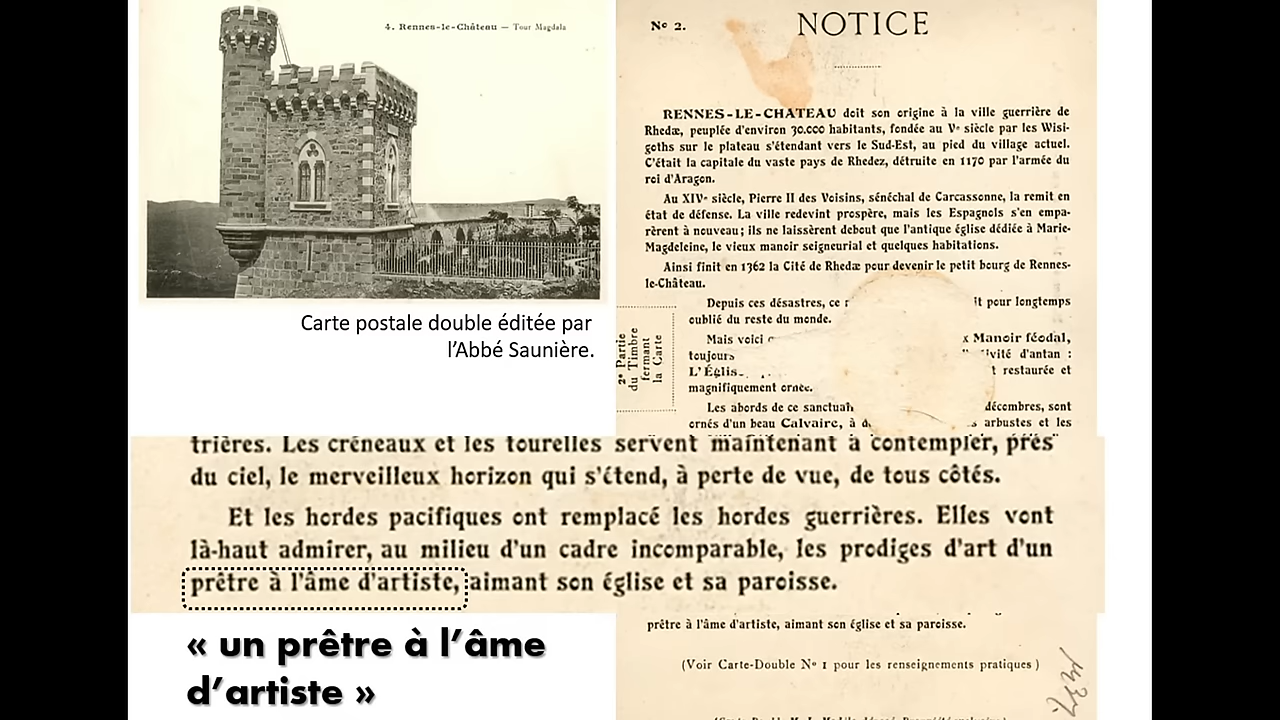 4. Rennes-le-Château — Tour Magdala
Carte postale double éditée par
l’Abbé Saunière.
No 2.
NOTICE
RENNES-LE-CHATEAU doit son origine à la ville guerrière de
Rhedæ, peuplée d'environ 30.000 habitants, fondée au Ve siècle par les Wisi-
goths sur le plateau s'étendant vers le Sud-Est, au pied du village actuel.
C'était la capitale du vaste pays de Rhedez, détruite en 1170 par l'armée du
roi d'Aragon.
Au XIVe siècle, Pierre II des Voisins, sénéchal de Carcassonne, la remit en
état de défense. La ville redevint prospère, mais les Espagnols s'en empa-
rèrent à nouveau; ils ne laissèrent debout que l'antique église dédiée à Marie-
Magdeleine, le vieux manoir seigneurial et quelques habitations.
Ainsi finit en 1362 la Cité de Rhedæ pour devenir le petit bourg de Rennes-
le-Château.
Depuis ces désastres, ce pour longtemps
oublié du reste du monde.
Mais voici Manoir féodal,
toujours d'antan :
L'Église restaurée et
magnifiquement ornée.
Les abords de ce décombres, sont
ornés d'un beau Calvaire, à arbustes et les
2e Partie
du Timbre
fermant
la Carte
trières. Les créneaux et les tourelles servent maintenant à contempler, près
du ciel, le merveilleux horizon qui s'étend, à perte de vue, de tous côtés.
Et les hordes pacifiques ont remplacé les hordes guerrières. Elles vont
là-haut admirer, au milieu d'un cadre incomparable, les prodiges d'art d'un
prêtre à l'âme d'artiste, aimant son église et sa paroisse.
« un prêtre à l’âme
d’artiste »
prêtre à l'âme d'artiste, aimant son église et sa paroisse.
(Voir Carte-Double No 1 pour les renseignements pratiques)